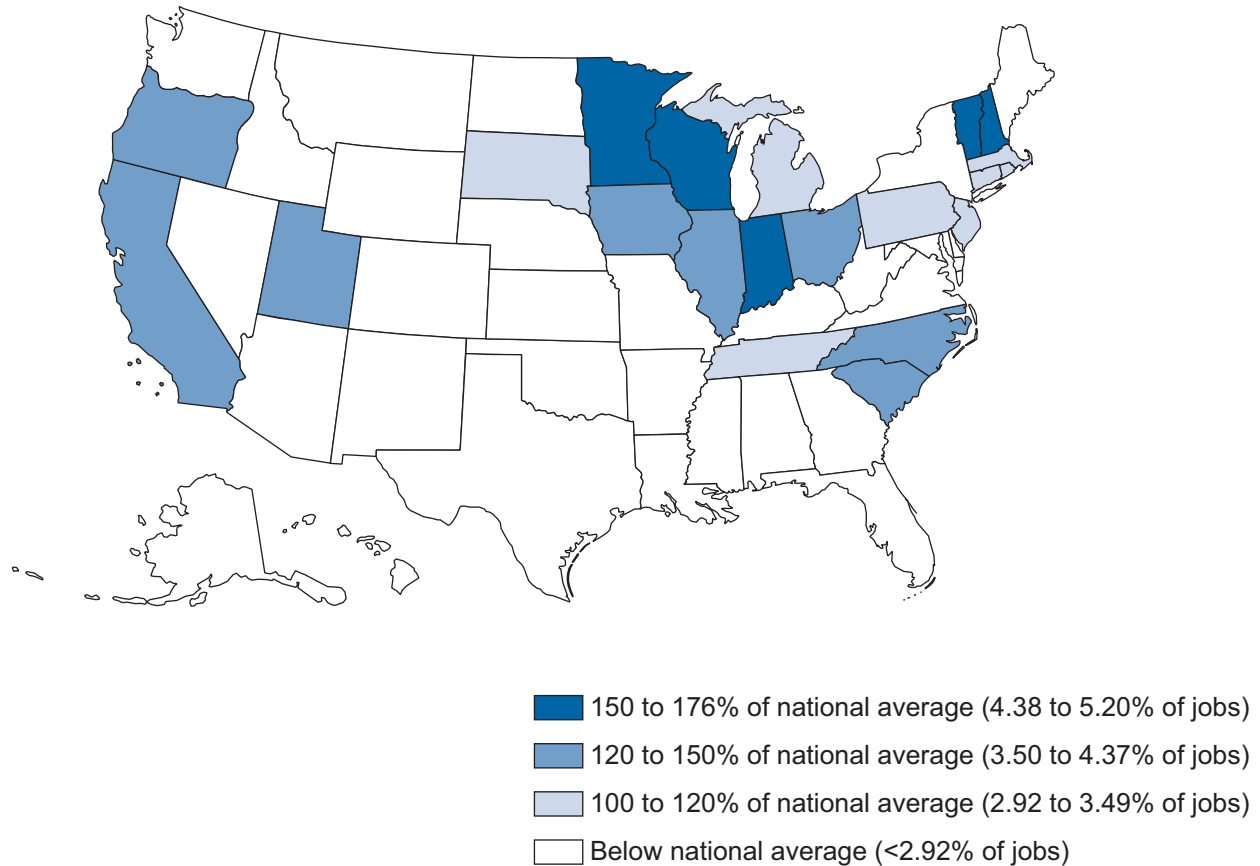 150 to 176% of national average (4.38 to 5.20% of jobs)
120 to 150% of national average (3.50 to 4.37% of jobs)
100 to 120% of national average (2.92 to 3.49% of jobs)
Below national average (<2.92% of jobs)